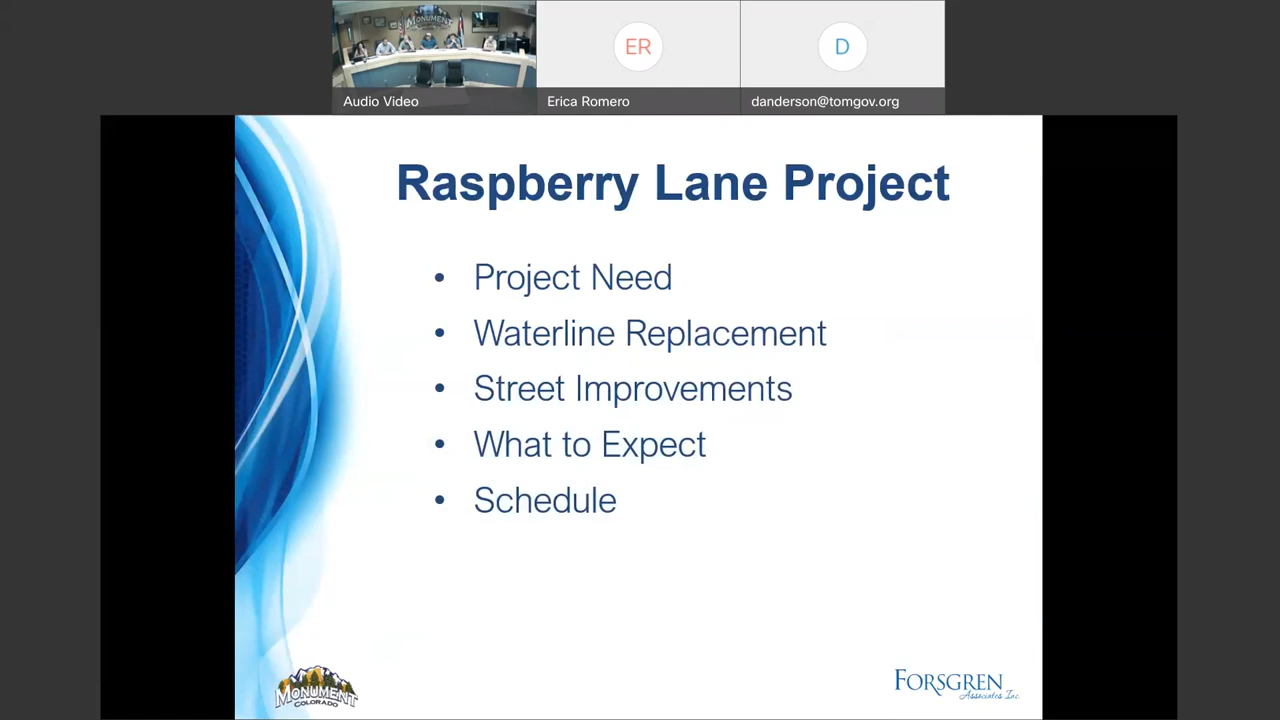 MONUMENT
ER
D
Audio Video
Erica Romero
danderson@tomgov.org
Raspberry Lane Project
• Project Need
• Waterline Replacement
• Street Improvements
• What to Expect
• Schedule
MONUMENT
COLORADO
FORSGREN
Associates Inc.